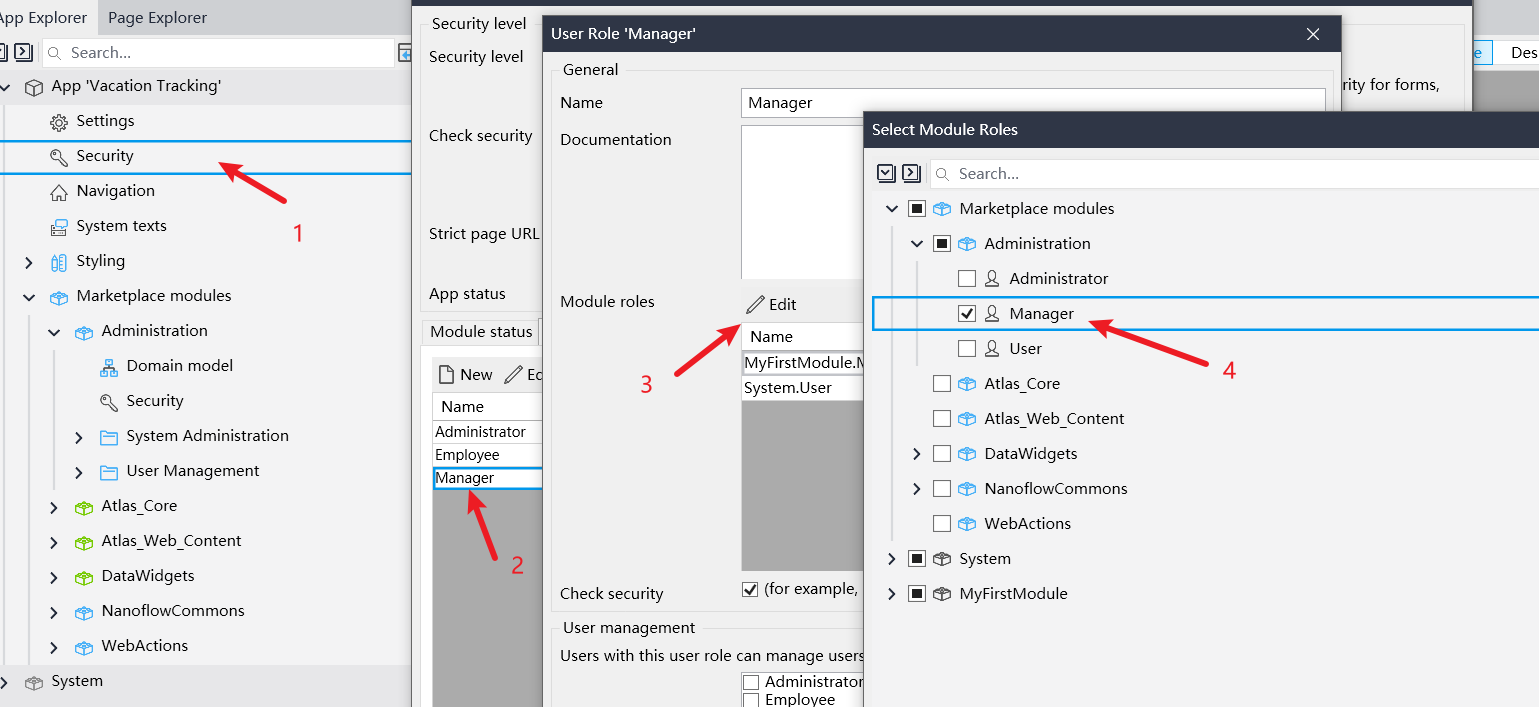 App Explorer
Page Explorer
Search...
App 'Vacation Tracking'
Settings
Security
1
Navigation
System texts
Styling
Marketplace modules
Administration
Domain model
Security
System Administration
User Management
Atlas_Core
Atlas_Web_Content
DataWidgets
NanoflowCommons
WebActions
System
Security level
Security level
Check security
Strict page URL
App status
Module status
New
Ed
Name
Administrator
Employee
Manager
2
User Role 'Manager'
General
Name
Manager
Documentation
Module roles
Edit
Name
MyFirstModule.M
System.User
3
Check security
(for example,
User management
Users with this user role can manage users
Administrator
Employee
rity for forms,
e
Des
Select Module Roles
Search...
Marketplace modules
Administration
Administrator
Manager
User
4
Atlas_Core
Atlas_Web_Content
DataWidgets
NanoflowCommons
WebActions
System
MyFirstModule